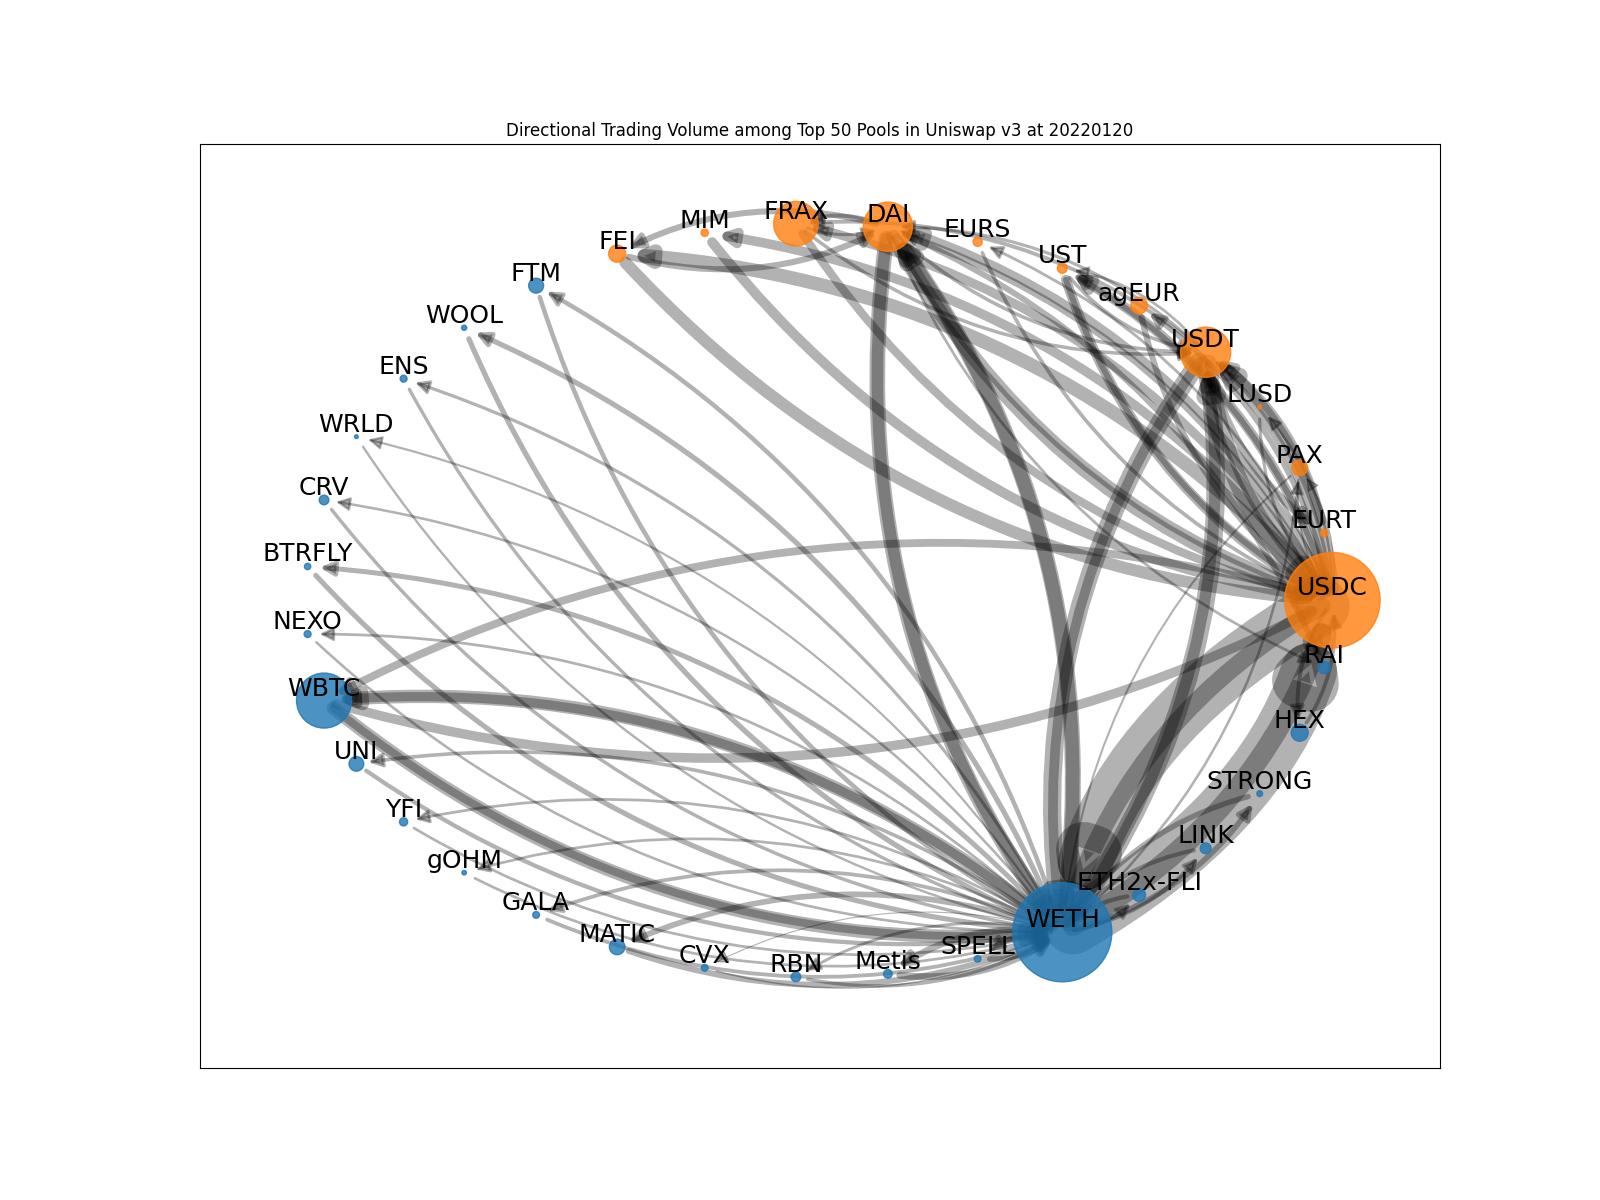 Directional Trading Volume among Top 50 Pools in Uniswap v3 at 20220120
FRAX
DAI
MIM
EURS
FEI
UST
FTM
agEUR
WOOL
USDT
ENS
LUSD
WRLD
PAX
CRV
EURT
BTRFLY
USDC
NEXO
RAI
WBTC
HEX
UNI
STRONG
YFI
LINK
gOHM
ETH2x-FLI
GALA
WETH
MATIC
SPELL
CVX
RBN
Metis